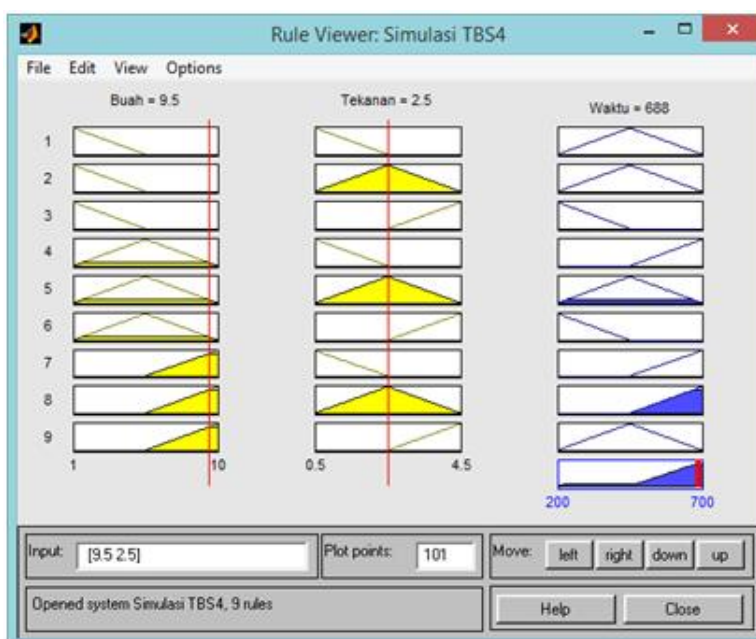 Rule Viewer: Simulasi TBS4
File Edit View Options
Buah = 9.5 Tekanan = 2.5 Waktu = 688
1
2
3
4
5
6
7
8
9
1 10 0.5 4.5
200 700
Input: [9.5 2.5] Plot points: 101 Move: left right down up
Opened system Simulasi TBS4, 9 rules Help Close